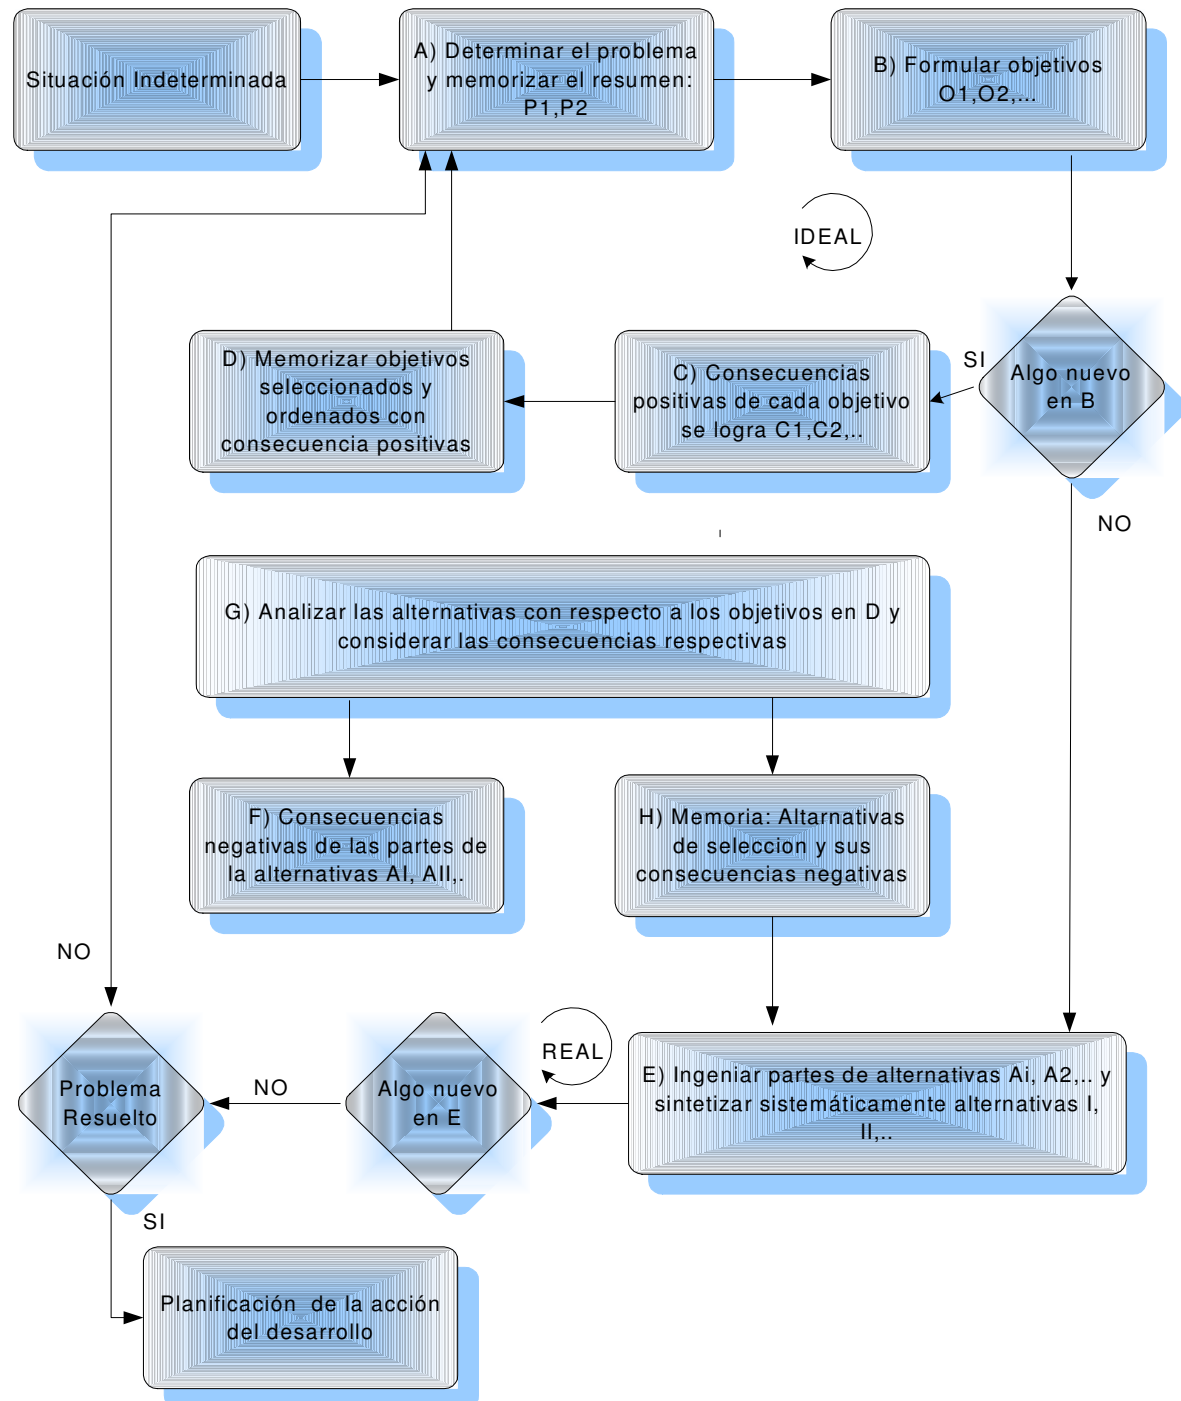 Situación Indeterminada
A) Determinar el problema
y memorizar el resumen:
P1,P2
B) Formular objetivos
O1,O2,...
IDEAL
D) Memorizar objetivos
seleccionados y
ordenados con
consecuencia positivas
C) Consecuencias
positivas de cada objetivo
se logra C1,C2,..
SI
Algo nuevo
en B
NO
G) Analizar las alternativas con respecto a los objetivos en D y
considerar las consecuencias respectivas
F) Consecuencias
negativas de las partes de
la alternativas AI, AII,.
H) Memoria: Altarnativas
de seleccion y sus
consecuencias negativas
NO
REAL
Problema
Resuelto
NO
Algo nuevo
en E
E) Ingeniar partes de alternativas Ai, A2,.. y
sintetizar sistemáticamente alternativas I,
II,..
SI
Planificación de la acción
del desarrollo